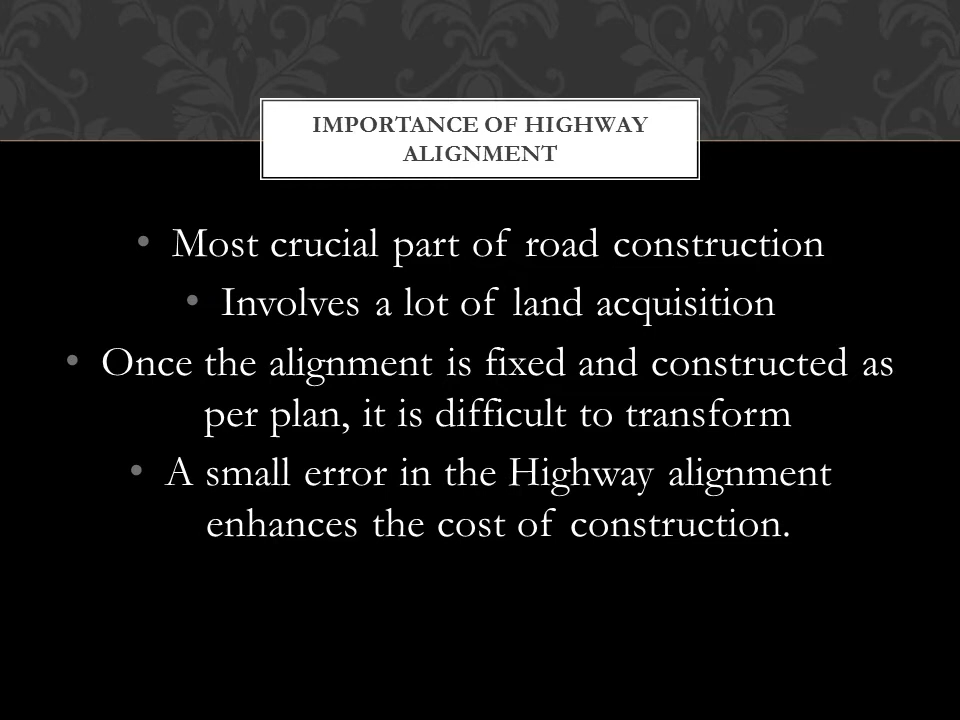 IMPORTANCE OF HIGHWAY
ALIGNMENT
• Most crucial part of road construction
• Involves a lot of land acquisition
• Once the alignment is fixed and constructed as
per plan, it is difficult to transform
• A small error in the Highway alignment
enhances the cost of construction.